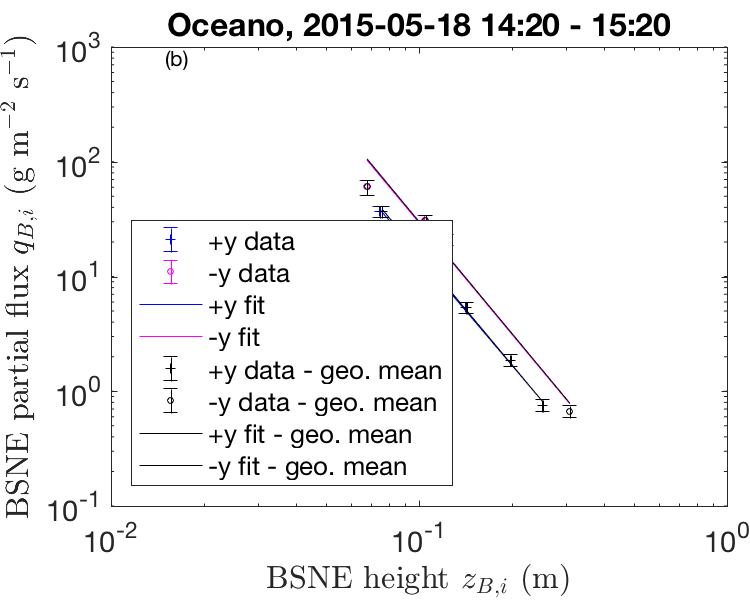 Oceano, 2015-05-18 14:20 - 15:20
(b)
BSNE partial flux q_{B,i} (g m^{-2} s^{-1})
10^3
10^2
10^1
10^0
10^{-1}
+y data
-y data
+y fit
-y fit
+y data - geo. mean
-y data - geo. mean
+y fit - geo. mean
-y fit - geo. mean
10^{-2}
10^{-1}
10^0
BSNE height z_{B,i} (m)